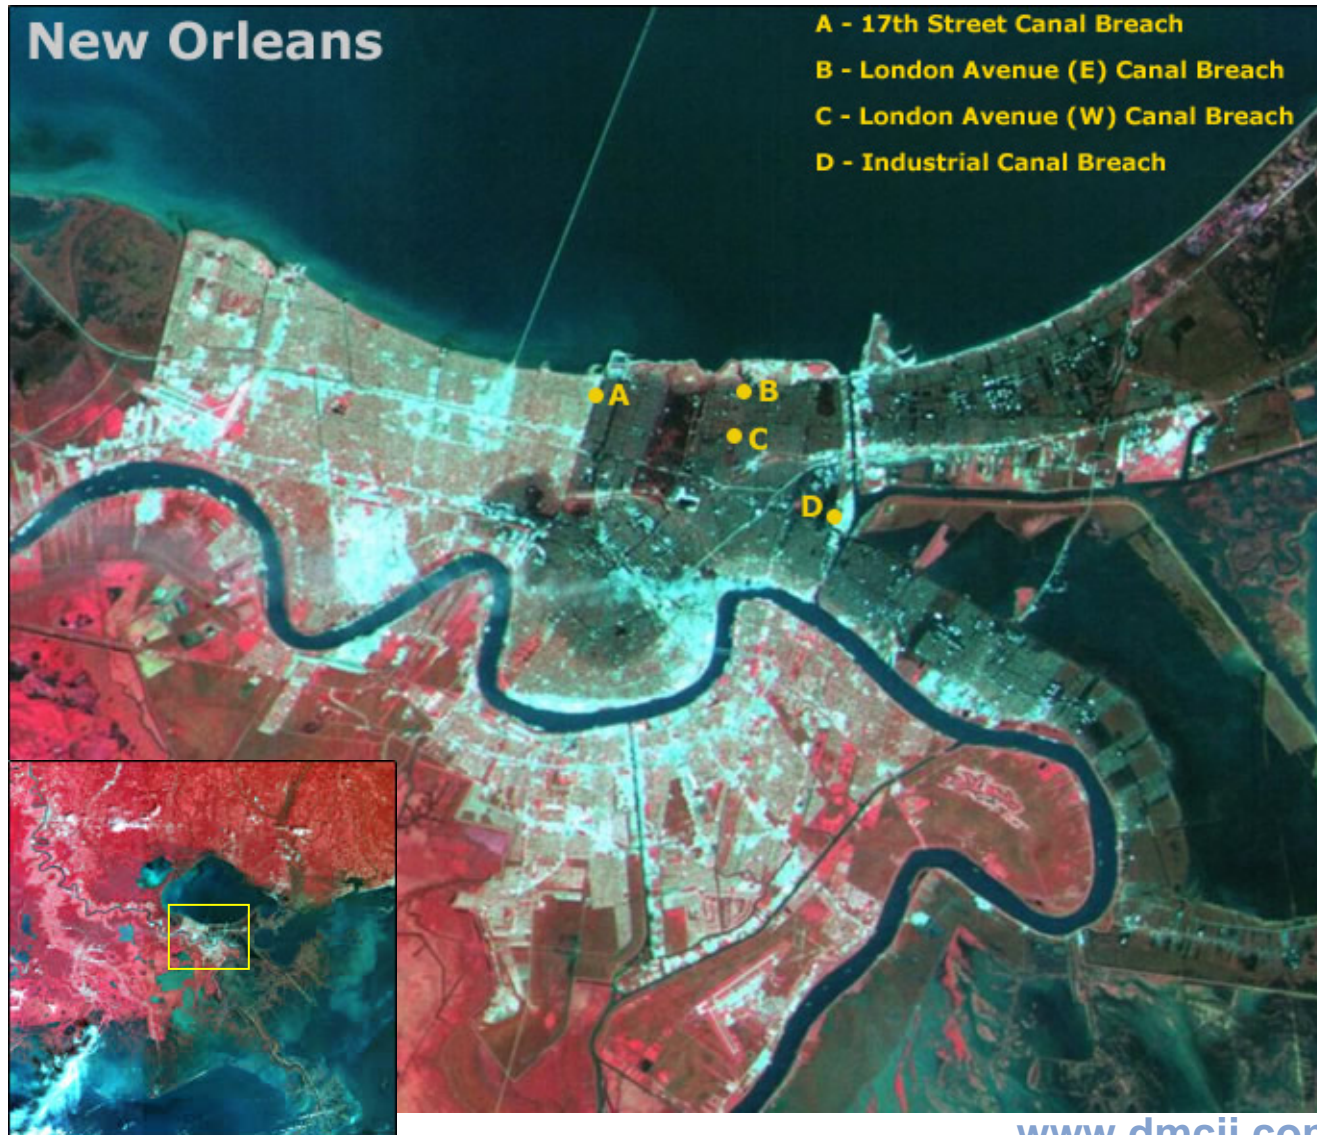 New Orleans
A - 17th Street Canal Breach
B - London Avenue (E) Canal Breach
C - London Avenue (W) Canal Breach
D - Industrial Canal Breach
A
B
C
D